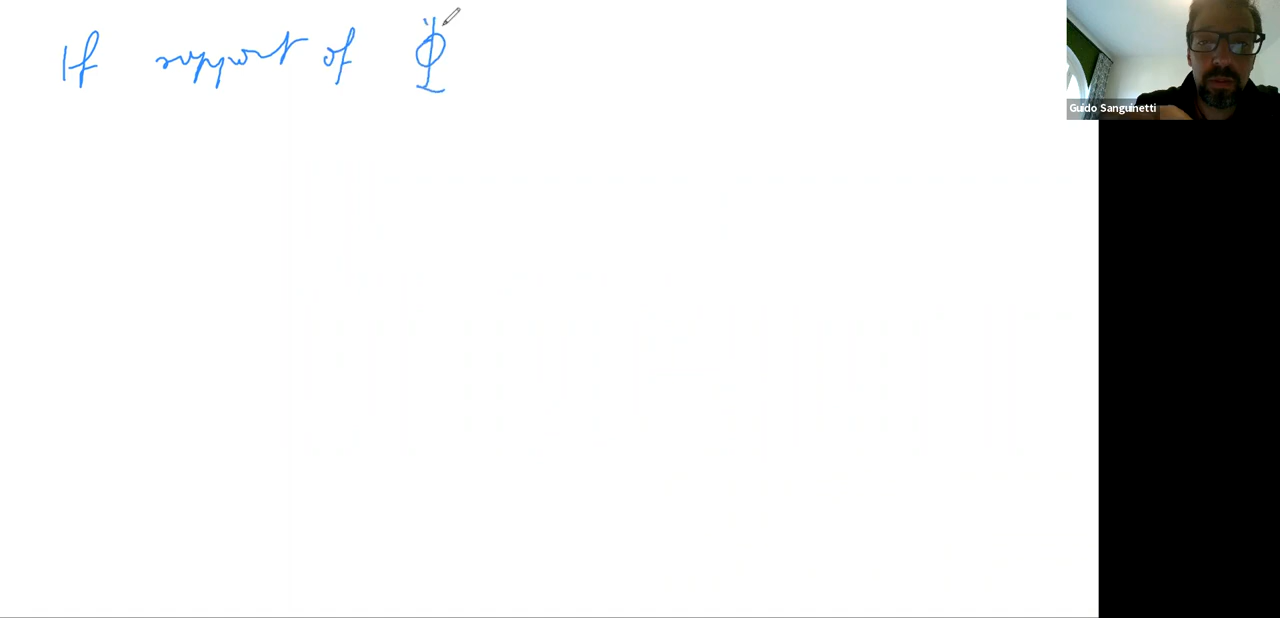 If support of Φ
Guido Sanguinetti